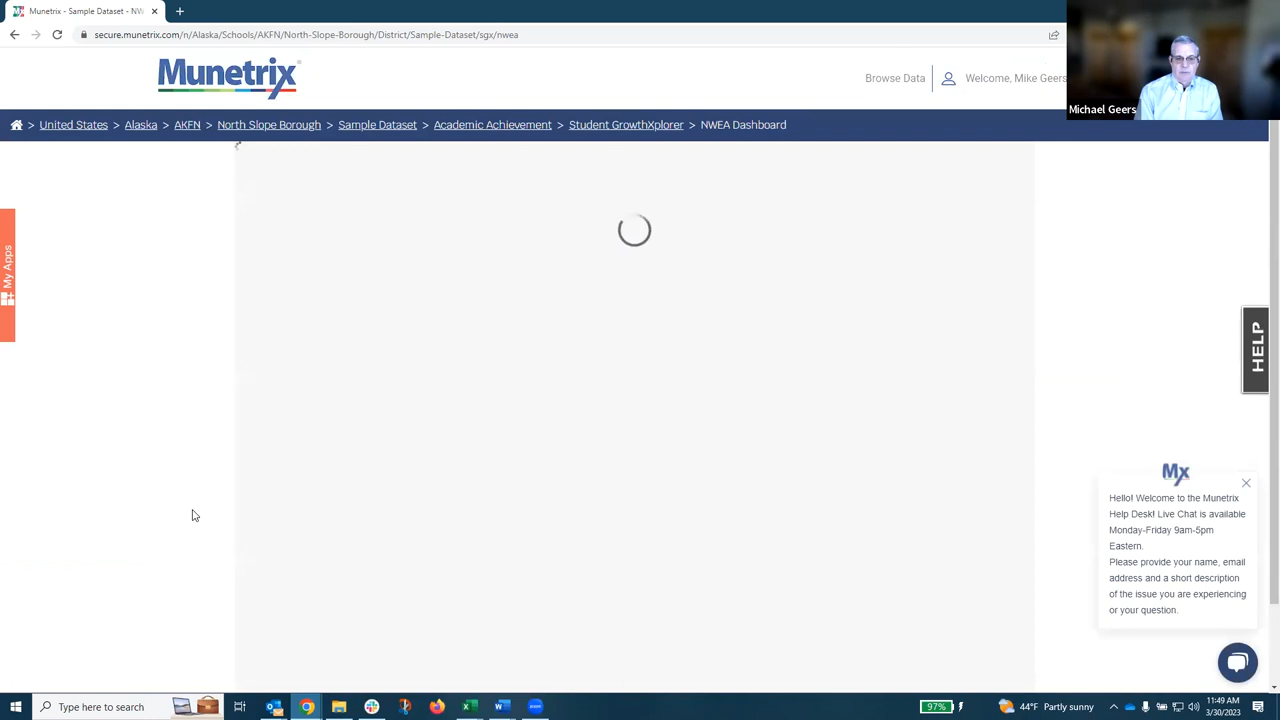 Munetrix - Sample Dataset - NW
secure.munetrix.com/n/Alaska/Schools/AKFN/North-Slope-Borough/District/Sample-Dataset/sgx/nwea
Munetrix
Browse Data
Welcome, Mike Geers
Michael Geers
> United States > Alaska > AKFN > North Slope Borough > Sample Dataset > Academic Achievement > Student GrowthXplorer > NWEA Dashboard
My Apps
HELP
Mx
Hello! Welcome to the Munetrix
Help Desk! Live Chat is available
Monday-Friday 9am-5pm
Eastern.
Please provide your name, email
address and a short description
of the issue you are experiencing
or your question.
Type here to search
97%
44°F Partly sunny
11:49 AM
3/30/2023